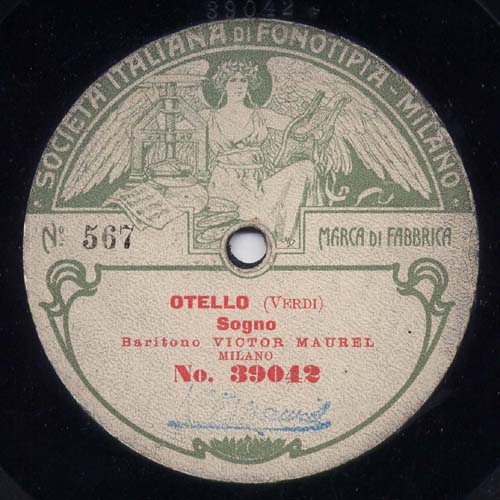 39042
SOCIETÀ ITALIANA DI FONOTIPIA - MILANO
No 567
MARCA DI FABBRICA
OTELLO (VERDI)
Sogno
Baritono VICTOR MAUREL
MILANO
No. 39042